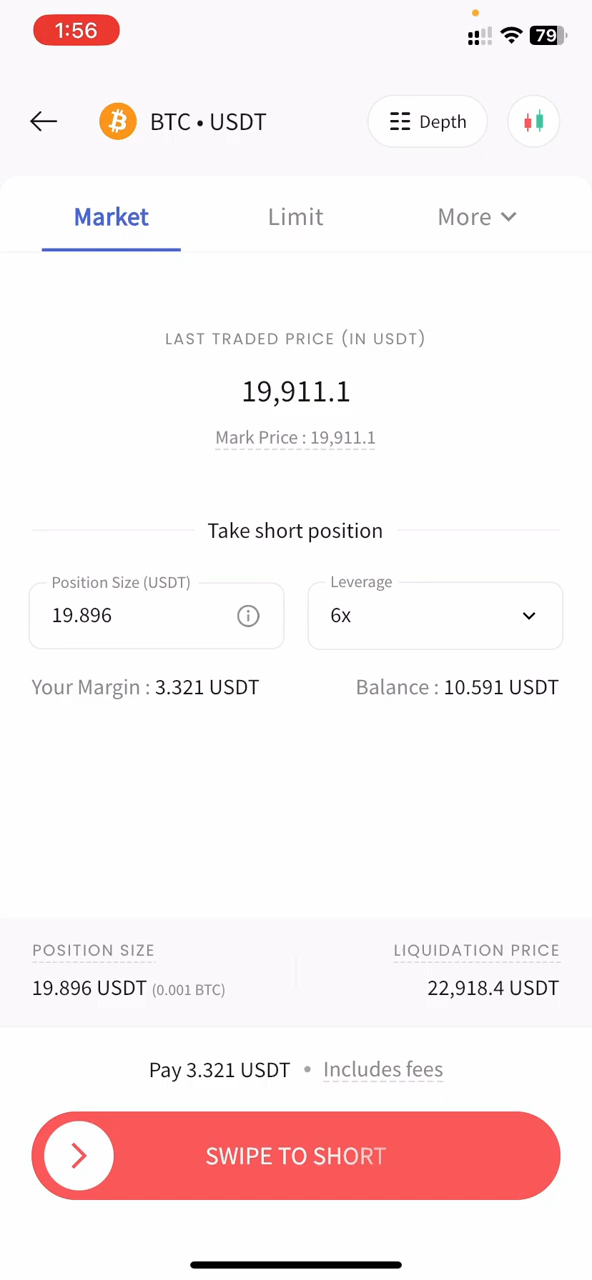 1:56
79
BTC • USDT
Depth
Market
Limit
More
LAST TRADED PRICE (IN USDT)
19,911.1
Mark Price : 19,911.1
Take short position
Position Size (USDT)
Leverage
19.896
6x
Your Margin : 3.321 USDT
Balance : 10.591 USDT
POSITION SIZE
LIQUIDATION PRICE
19.896 USDT (0.001 BTC)
22,918.4 USDT
Pay 3.321 USDT • Includes fees
SWIPE TO SHORT